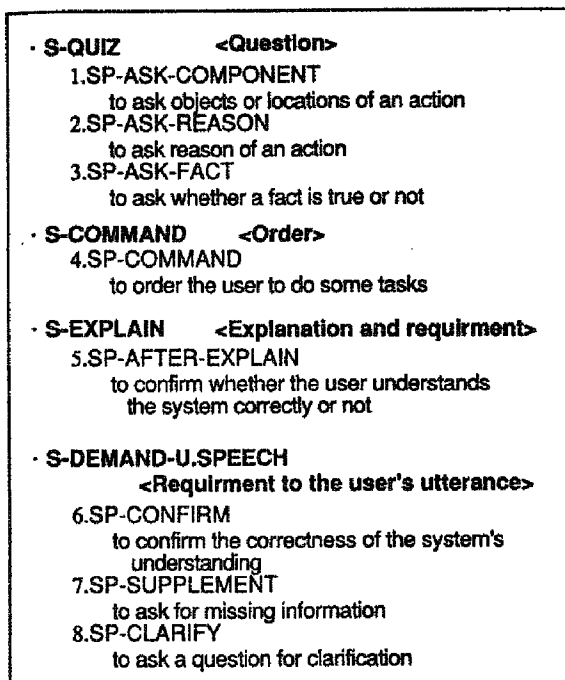 · S-QUIZ <Question>
1.SP-ASK-COMPONENT
to ask objects or locations of an action
2.SP-ASK-REASON
to ask reason of an action
3.SP-ASK-FACT
to ask whether a fact is true or not
· S-COMMAND <Order>
4.SP-COMMAND
to order the user to do some tasks
· S-EXPLAIN <Explanation and requirment>
5.SP-AFTER-EXPLAIN
to confirm whether the user understands
the system correctly or not
· S-DEMAND-U.SPEECH
<Requirment to the user's utterance>
6.SP-CONFIRM
to confirm the correctness of the system's
understanding
7.SP-SUPPLEMENT
to ask for missing information
8.SP-CLARIFY
to ask a question for clarification